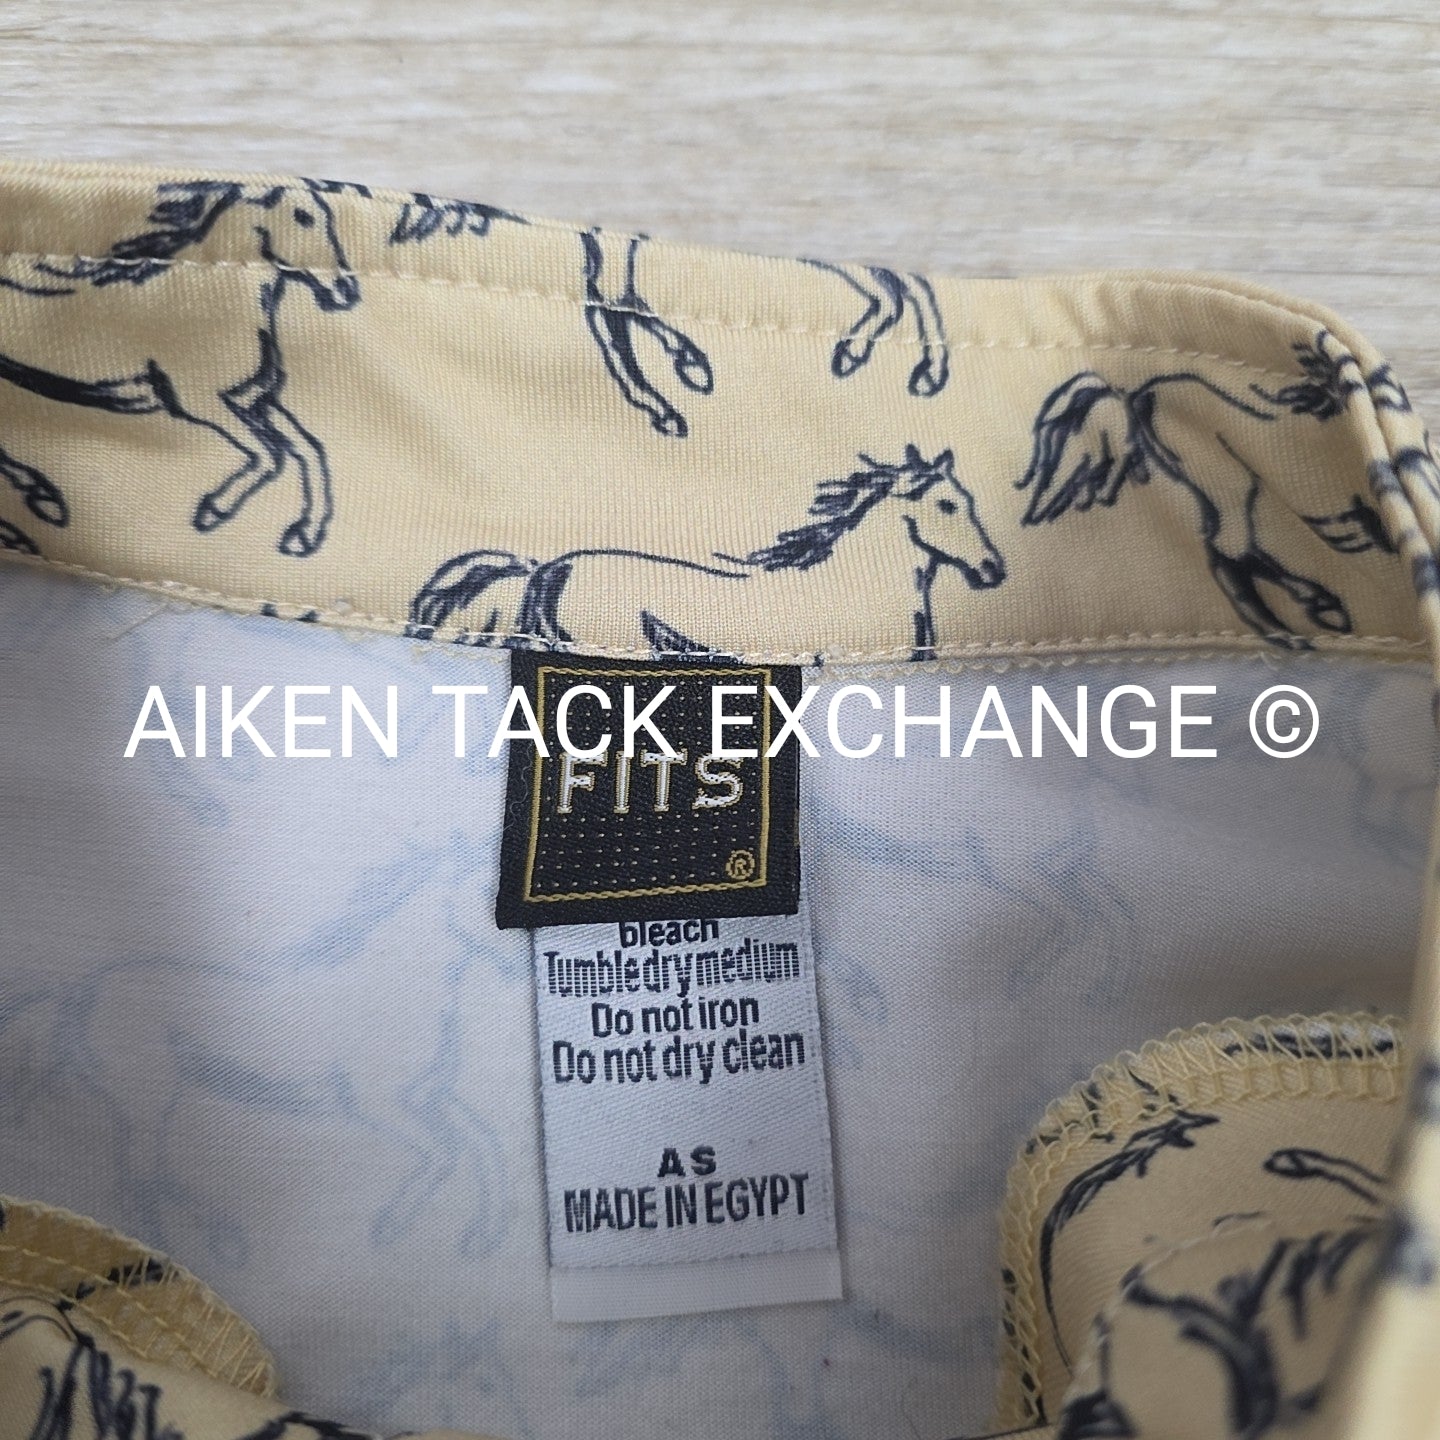 AIKEN TACK EXCHANGE ©
FITS
®
bleach
Tumble dry medium
Do not iron
Do not dry clean
AS
MADE IN EGYPT